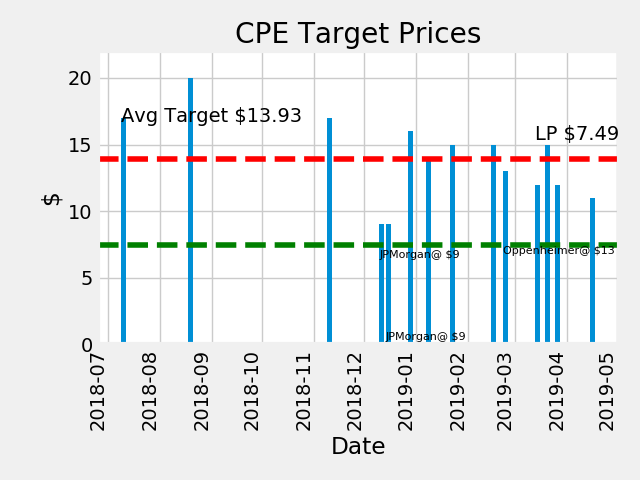 CPE Target Prices
20
Avg Target $13.93
LP $7.49
15
$
10
JPMorgan@ $9
Oppenheimer@ $13
5
JPMorgan@ $9
0
2018-07
2018-08
2018-09
2018-10
2018-11
2018-12
2019-01
2019-02
2019-03
2019-04
2019-05
Date